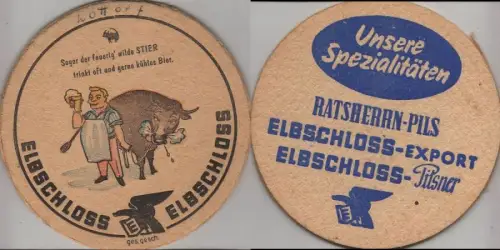 Lottorf
Sogar der feurig' wilde STIER
trinkt oft und gerne kühles Bier.
ELBSCHLOSS
ELBSCHLOSS
ges.gesch.
Unsere
Spezialitäten
RATSHERRN-PILS
ELBSCHLOSS-EXPORT
ELBSCHLOSS-Pilsner